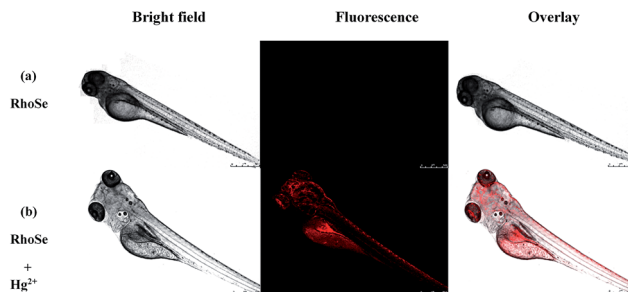 Bright field
Fluorescence
Overlay
(a)
RhoSe
(b)
RhoSe
+
Hg²⁺